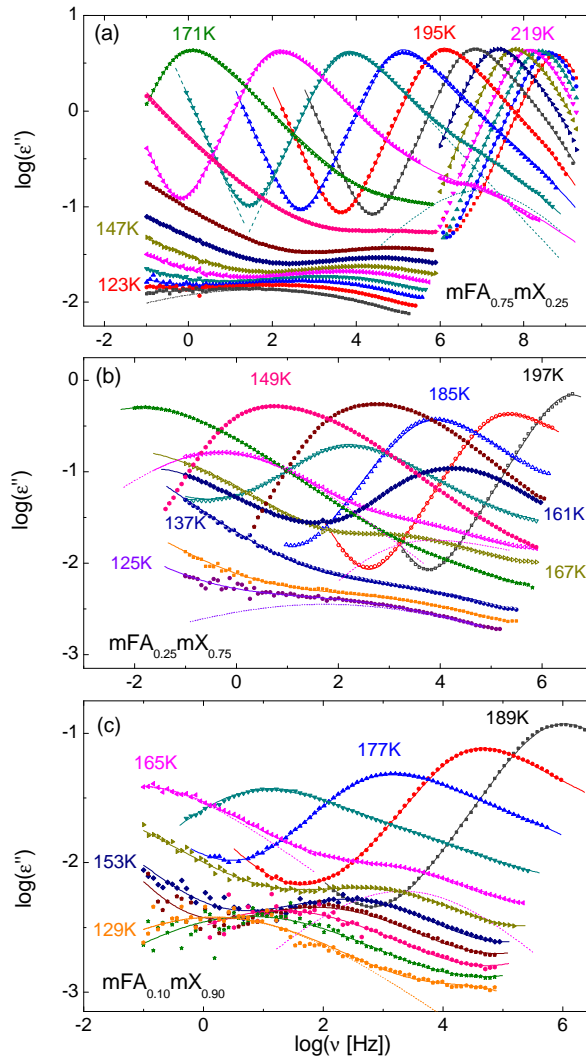 (a)
171K
195K
219K
147K
123K
mFA0.75mX0.25
log(ε'')
1
0
-1
-2
-2 0 2 4 6 8
(b)
149K
185K
197K
137K
161K
125K
167K
mFA0.25mX0.75
log(ε'')
0
-1
-2
-3
-2 0 2 4 6
(c)
189K
165K
177K
153K
129K
mFA0.10mX0.90
log(ε'')
-1
-2
-3
-2 0 2 4 6
log(ν [Hz])